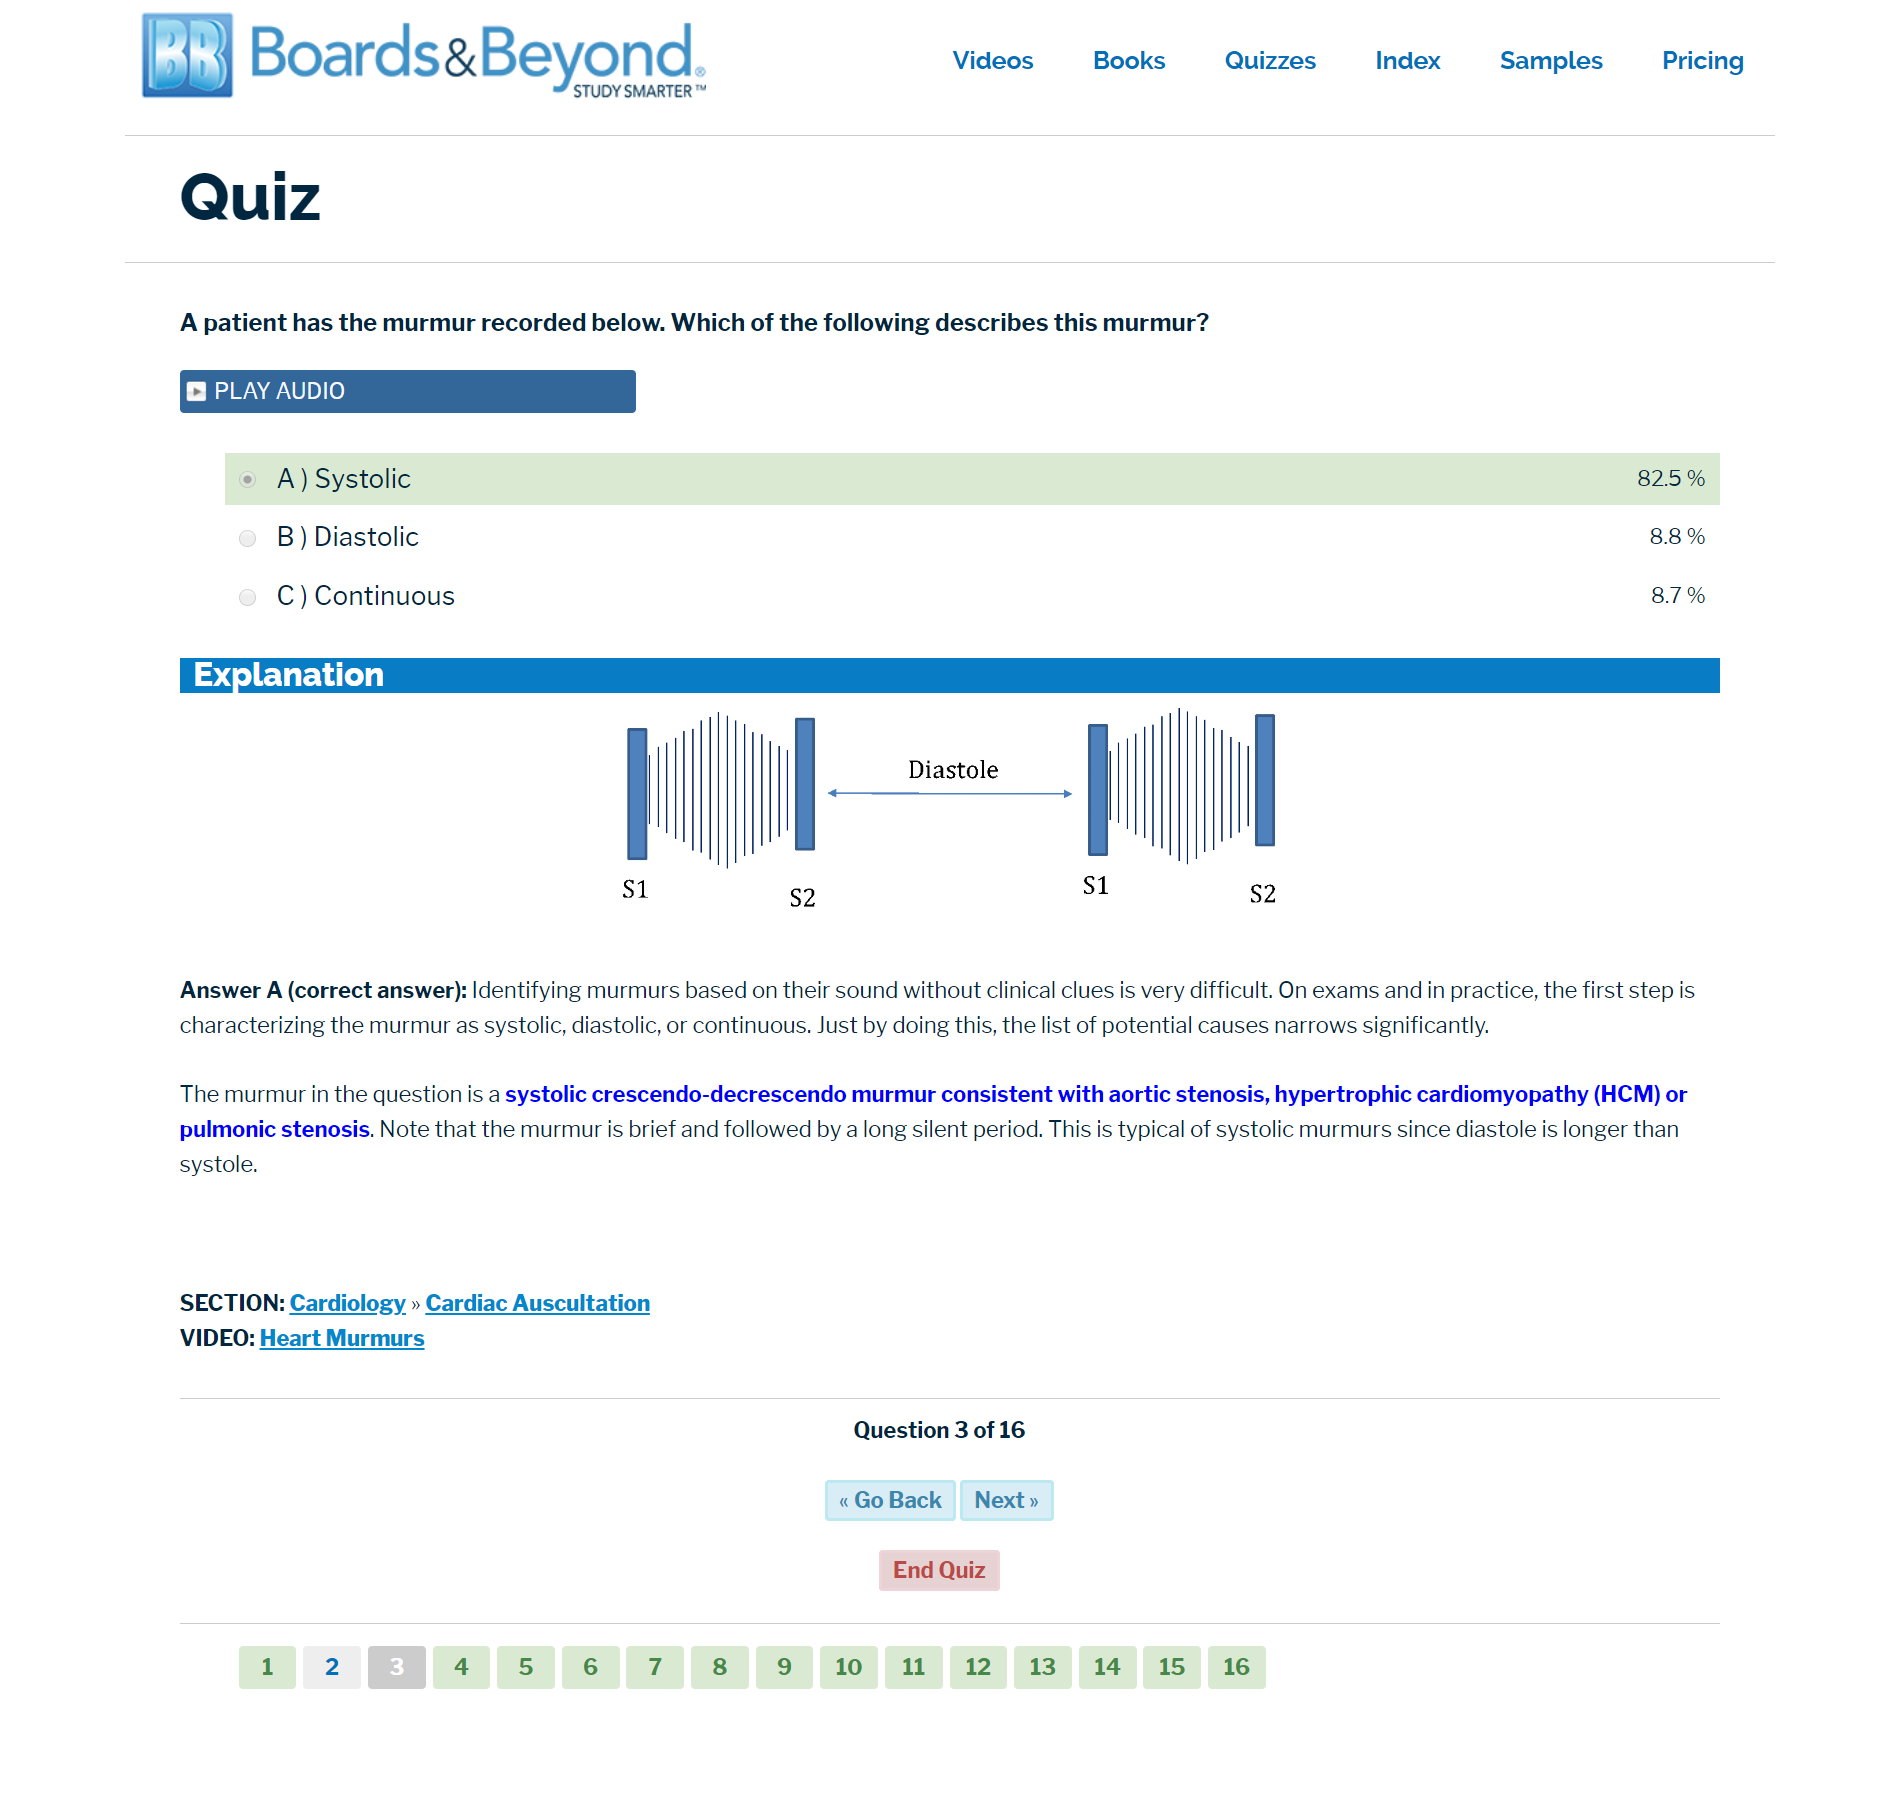 BB Boards&Beyond®
STUDY SMARTER™
Videos Books Quizzes Index Samples Pricing
Quiz
A patient has the murmur recorded below. Which of the following describes this murmur?
PLAY AUDIO
A ) Systolic 82.5 %
B ) Diastolic 8.8 %
C ) Continuous 8.7 %
Explanation
Diastole
S1 S2 S1 S2
Answer A (correct answer): Identifying murmurs based on their sound without clinical clues is very difficult. On exams and in practice, the first step is
characterizing the murmur as systolic, diastolic, or continuous. Just by doing this, the list of potential causes narrows significantly.
The murmur in the question is a systolic crescendo-decrescendo murmur consistent with aortic stenosis, hypertrophic cardiomyopathy (HCM) or
pulmonic stenosis. Note that the murmur is brief and followed by a long silent period. This is typical of systolic murmurs since diastole is longer than
systole.
SECTION: Cardiology » Cardiac Auscultation
VIDEO: Heart Murmurs
Question 3 of 16
« Go Back Next »
End Quiz
1 2 3 4 5 6 7 8 9 10 11 12 13 14 15 16